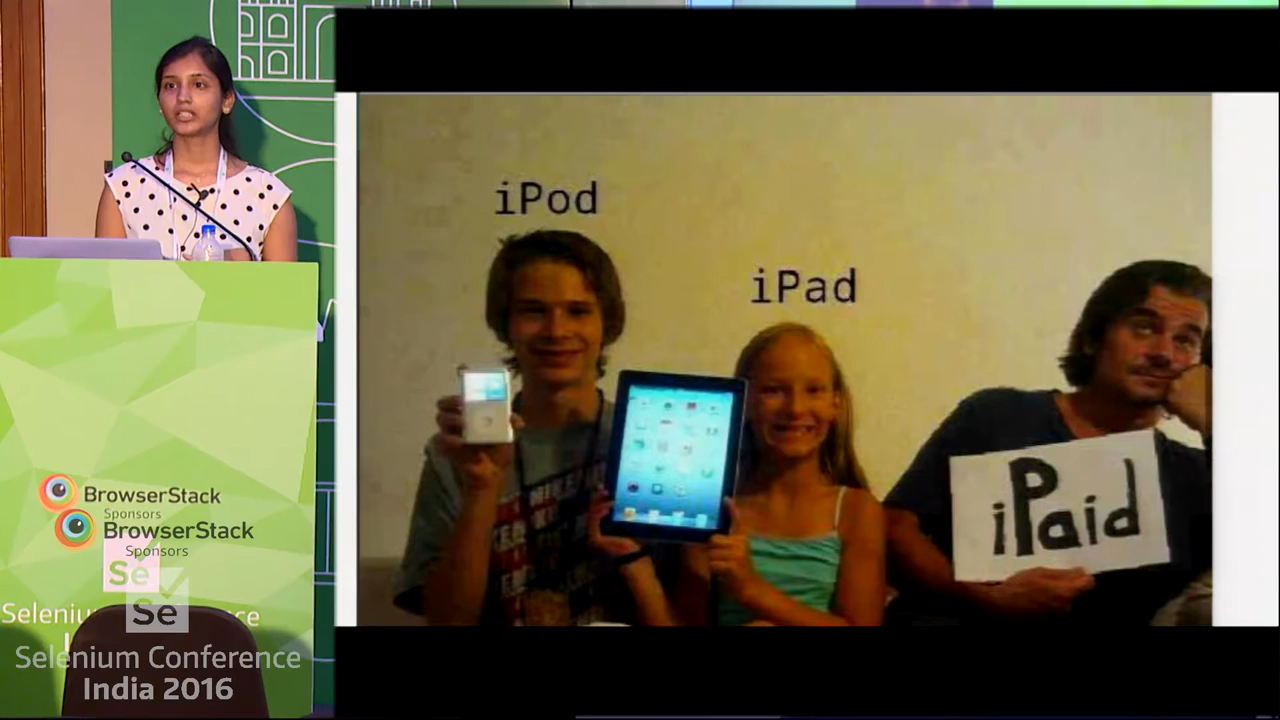 iPod
iPad
iPaid
BrowserStack
Sponsors
BrowserStack
Sponsors
Se
Se
Selenium Conference
India 2016